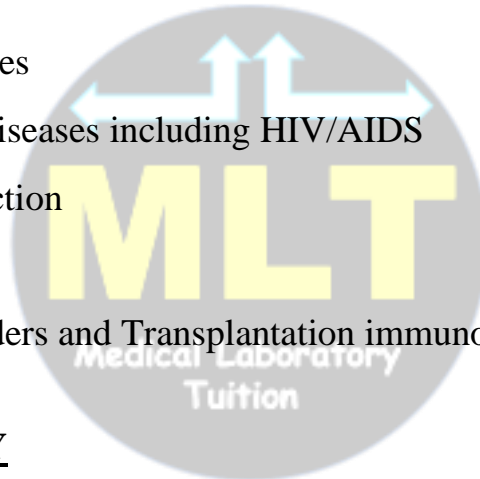 es
iseases including HIV/AIDS
ction
MLT
ders and Transplantation immuno
Medical Laboratory
Tuition
Y